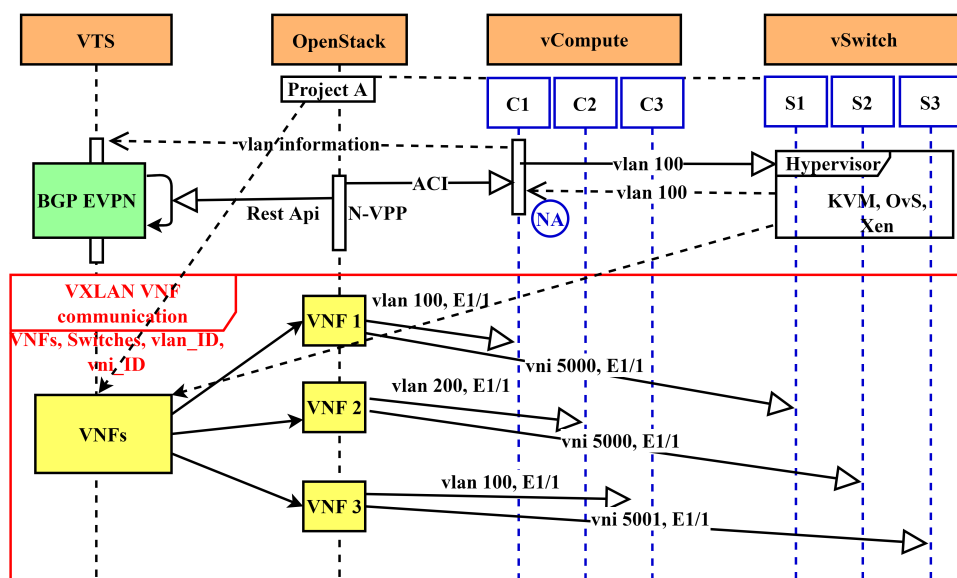 VTS
OpenStack
vCompute
vSwitch
Project A
C1
C2
C3
S1
S2
S3
vlan information
vlan 100
Hypervisor
BGP EVPN
ACI
vlan 100
Rest Api
N-VPP
NA
KVM, OvS,
Xen
VXLAN VNF
communication
VNFs, Switches, vlan_ID,
vni_ID
vlan 100, E1/1
VNF 1
vni 5000, E1/1
vlan 200, E1/1
VNF 2
VNFs
vni 5000, E1/1
vlan 100, E1/1
VNF 3
vni 5001, E1/1